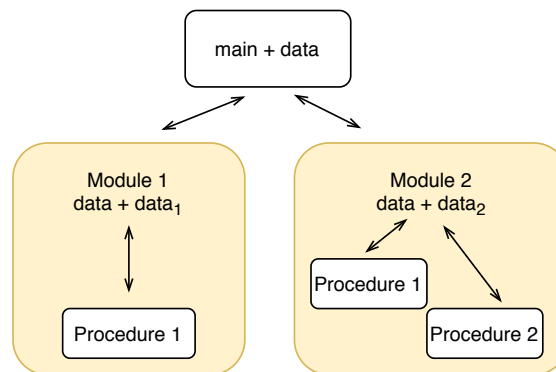 main + data
Module 1
data + data₁
Procedure 1
Module 2
data + data₂
Procedure 1
Procedure 2